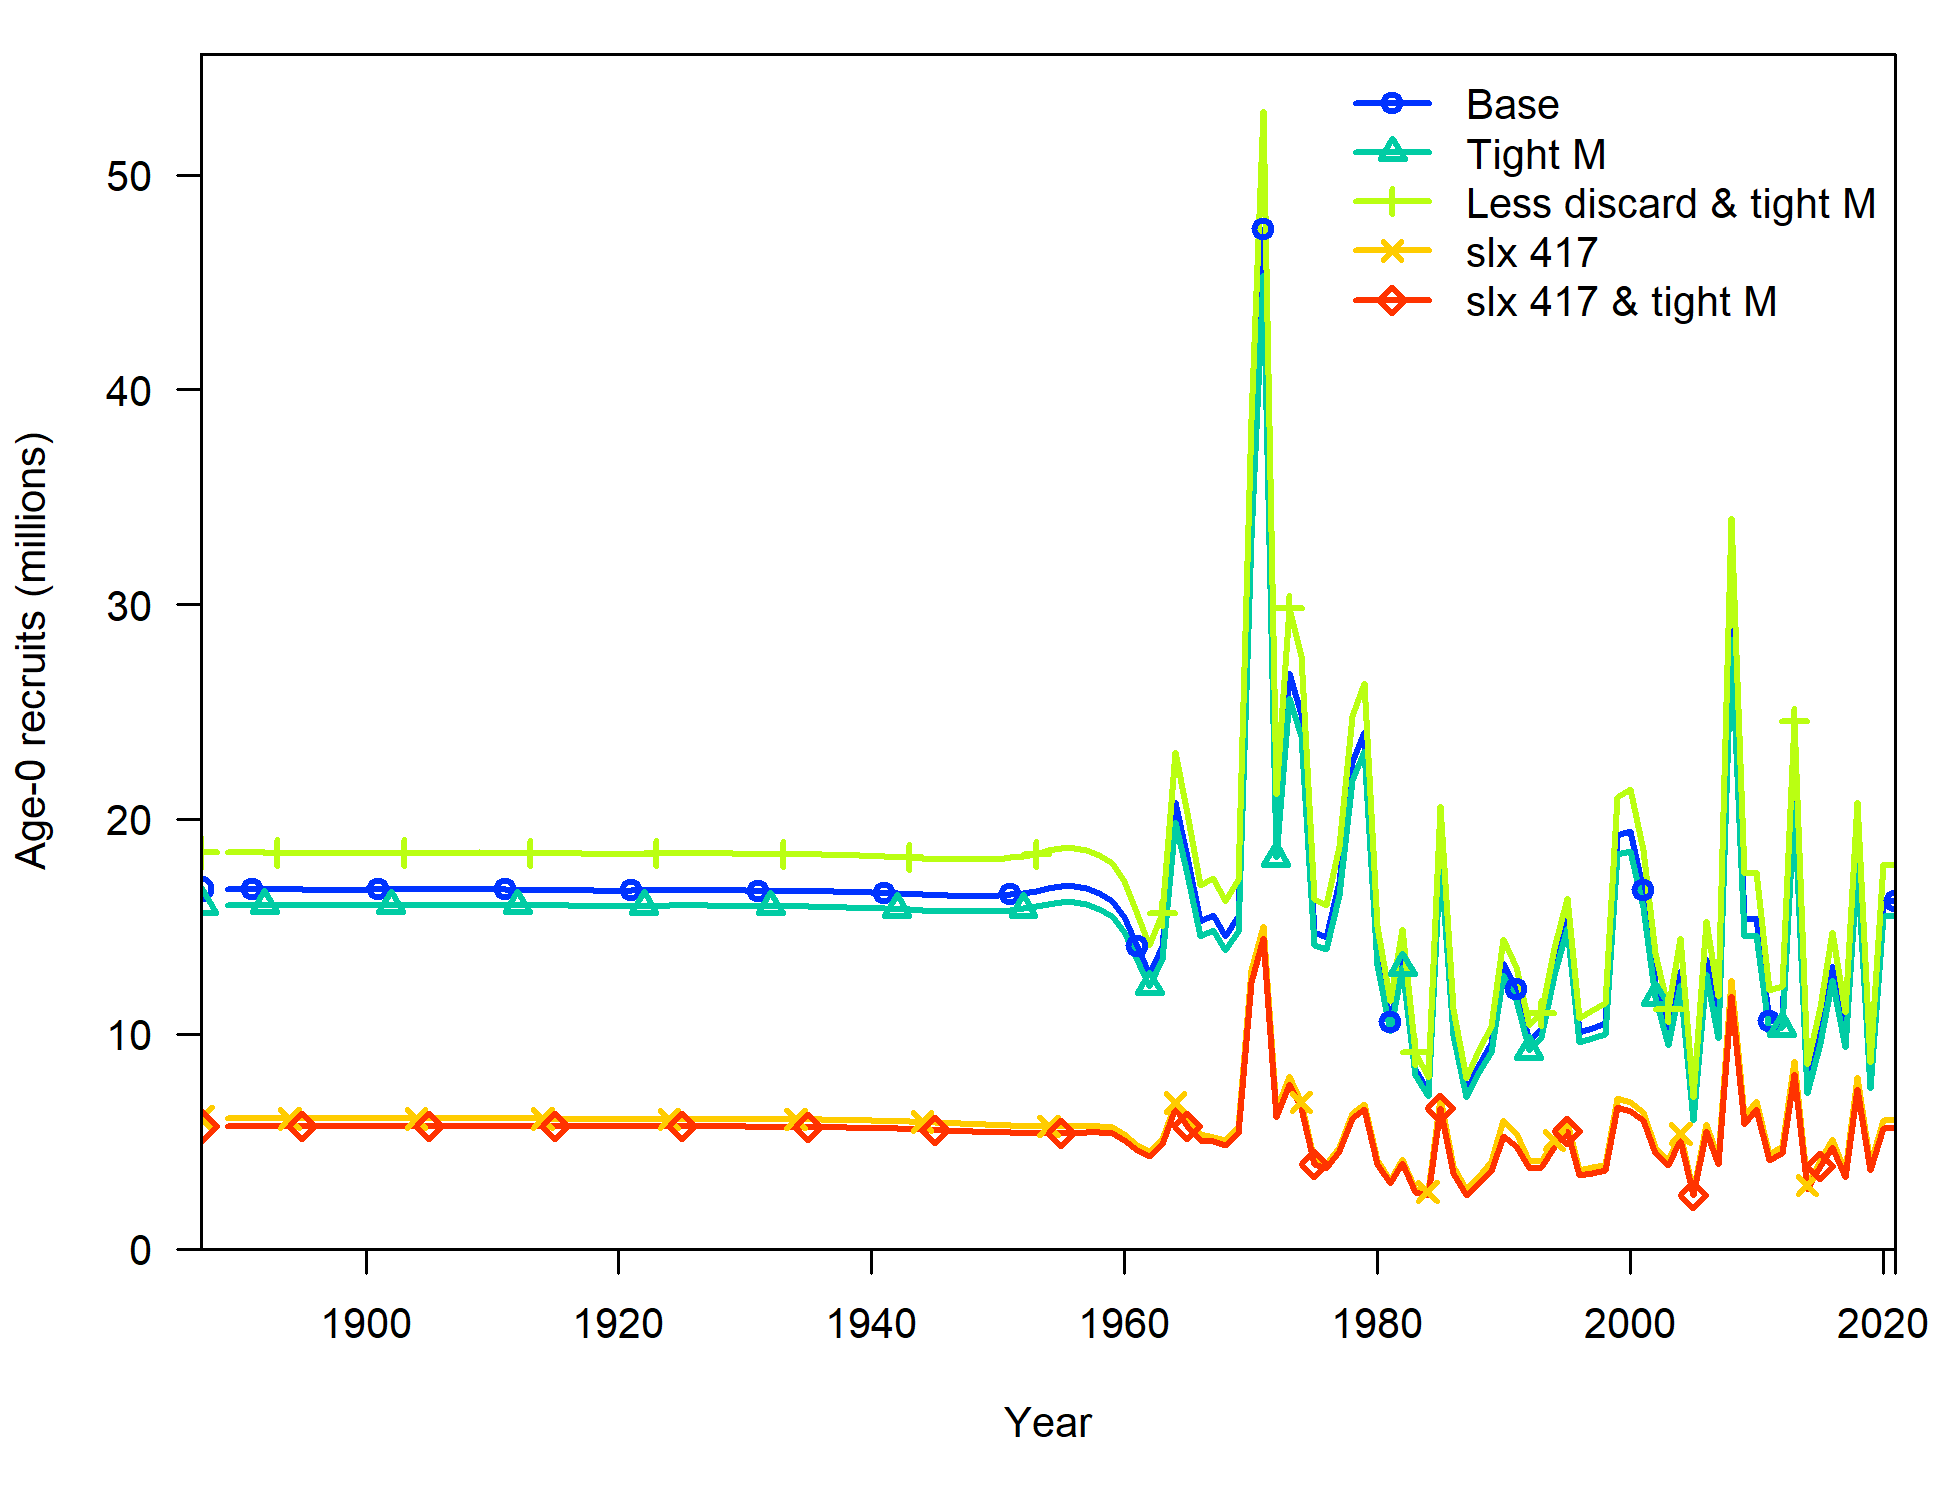 Base
Tight M
Less discard & tight M
slx 417
slx 417 & tight M
Age-0 recruits (millions)
50
40
30
20
10
0
1900 1920 1940 1960 1980 2000 2020
Year